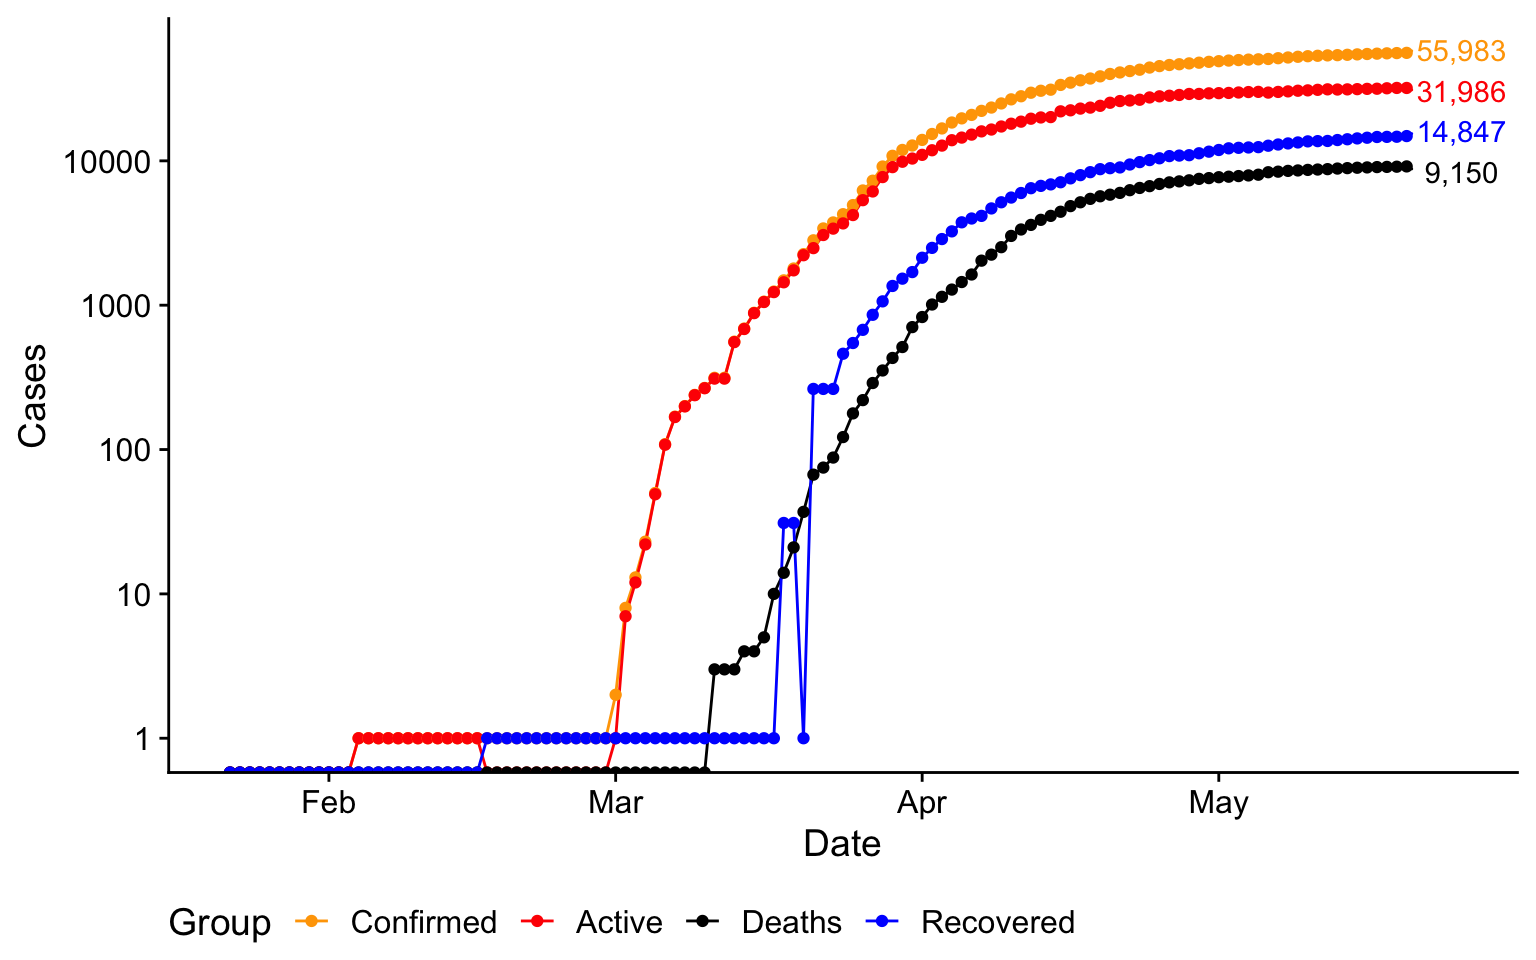 55,983
31,986
14,847
9,150
10000
1000
100
10
1
Cases
Feb Mar Apr May
Date
Group Confirmed Active Deaths Recovered